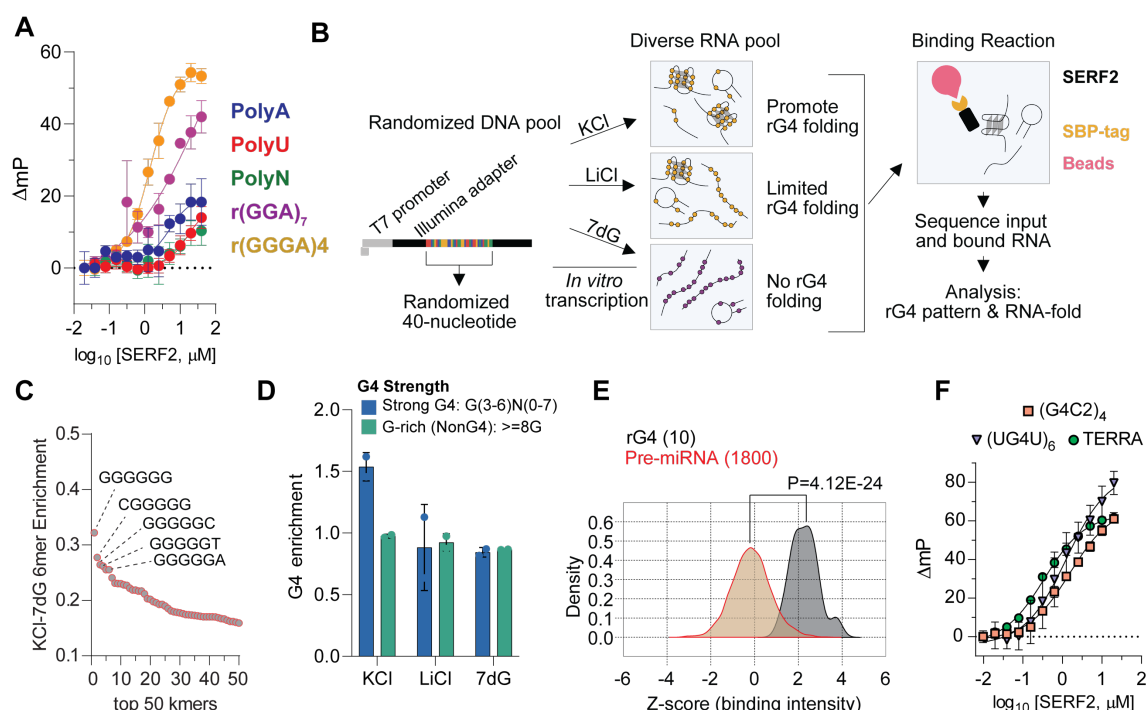 A
60
40
20
0
ΔmP
-2
-1
0
1
2
log10 [SERF2, μM]
PolyA
PolyU
PolyN
r(GGA)7
r(GGGA)4
B
Randomized DNA pool
T7 promoter
Illumina adapter
Randomized
40-nucleotide
KCl
LiCl
7dG
In vitro
transcription
Diverse RNA pool
Promote
rG4 folding
Limited
rG4 folding
No rG4
folding
Binding Reaction
SERF2
SBP-tag
Beads
Sequence input
and bound RNA
Analysis:
rG4 pattern & RNA-fold
C
KCl-7dG 6mer Enrichment
0.5
0.4
0.3
0.2
0.1
GGGGGG
CGGGGG
GGGGGC
GGGGGT
GGGGGA
0
10
20
30
40
50
top 50 kmers
D
G4 Strength
Strong G4: G(3-6)N(0-7)
G-rich (NonG4): >=8G
G4 enrichment
2.0
1.5
1.0
0.5
0.0
KCl
LiCl
7dG
E
rG4 (10)
Pre-miRNA (1800)
P=4.12E-24
Density
0.6
0.5
0.4
0.3
0.2
0.1
0.0
-6
-4
-2
0
2
4
6
Z-score (binding intensity)
F
(G4C2)4
(UG4U)6
TERRA
ΔmP
80
60
40
20
0
-2
-1
0
1
2
log10 [SERF2, μM]